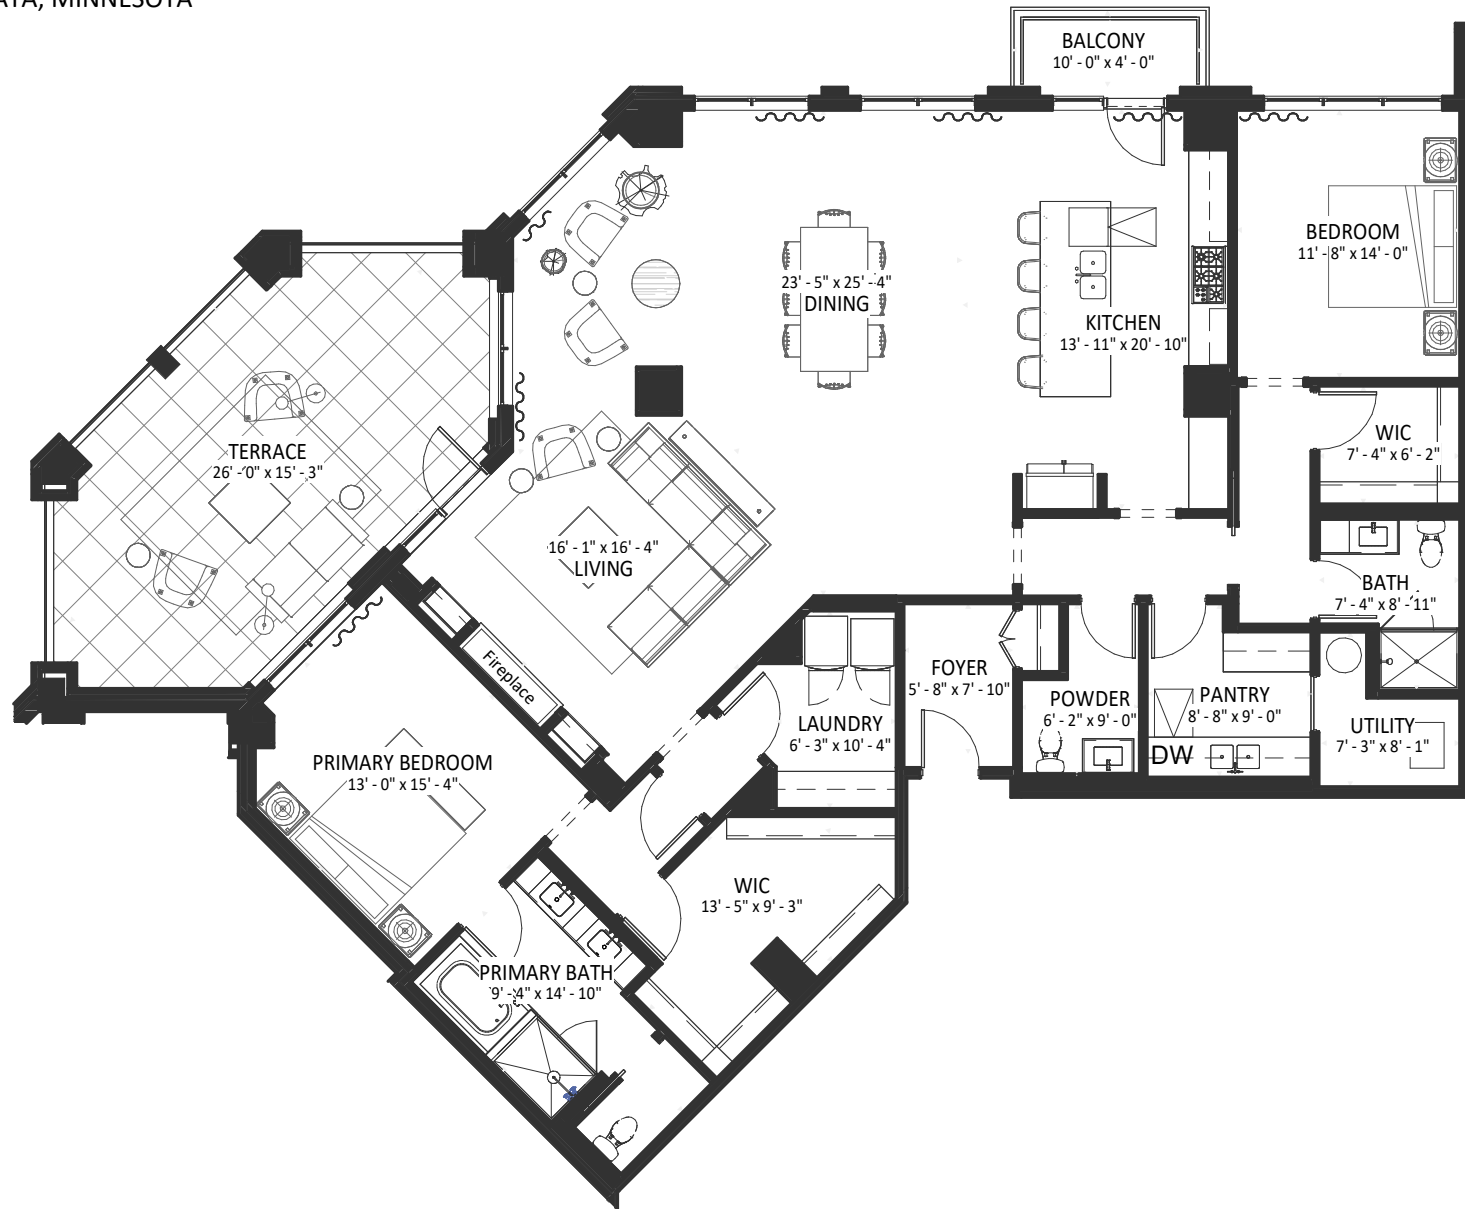 BALCONY
10' - 0" x 4' - 0"
BEDROOM
11' - 8" x 14' - 0"
23' - 5" x 25' - 4"
DINING
KITCHEN
13' - 11" x 20' - 10"
WIC
7' - 4" x 6' - 2"
TERRACE
26' - 0" x 15' - 3"
16' - 1" x 16' - 4"
LIVING
BATH
7' - 4" x 8' - 11"
Fireplace
FOYER
5' - 8" x 7' - 10"
POWDER
6' - 2" x 9' - 0"
PANTRY
8' - 8" x 9' - 0"
DW
UTILITY
7' - 3" x 8' - 1"
LAUNDRY
6' - 3" x 10' - 4"
PRIMARY BEDROOM
13' - 0" x 15' - 4"
WIC
13' - 5" x 9' - 3"
PRIMARY BATH
9' - 4" x 14' - 10"